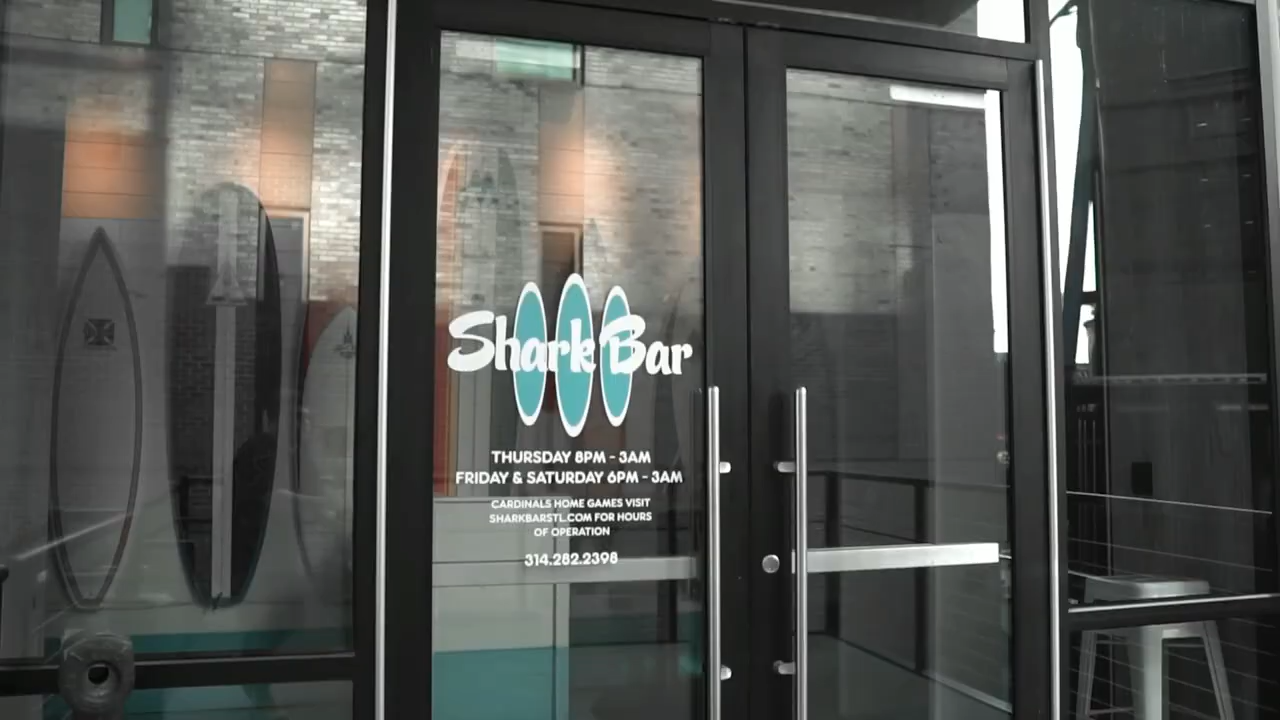 Shark Bar
THURSDAY 8PM - 3AM
FRIDAY & SATURDAY 6PM - 3AM
CARDINALS HOME GAMES VISIT
SHARKBARSTL.COM FOR HOURS
OF OPERATION
314.282.2398